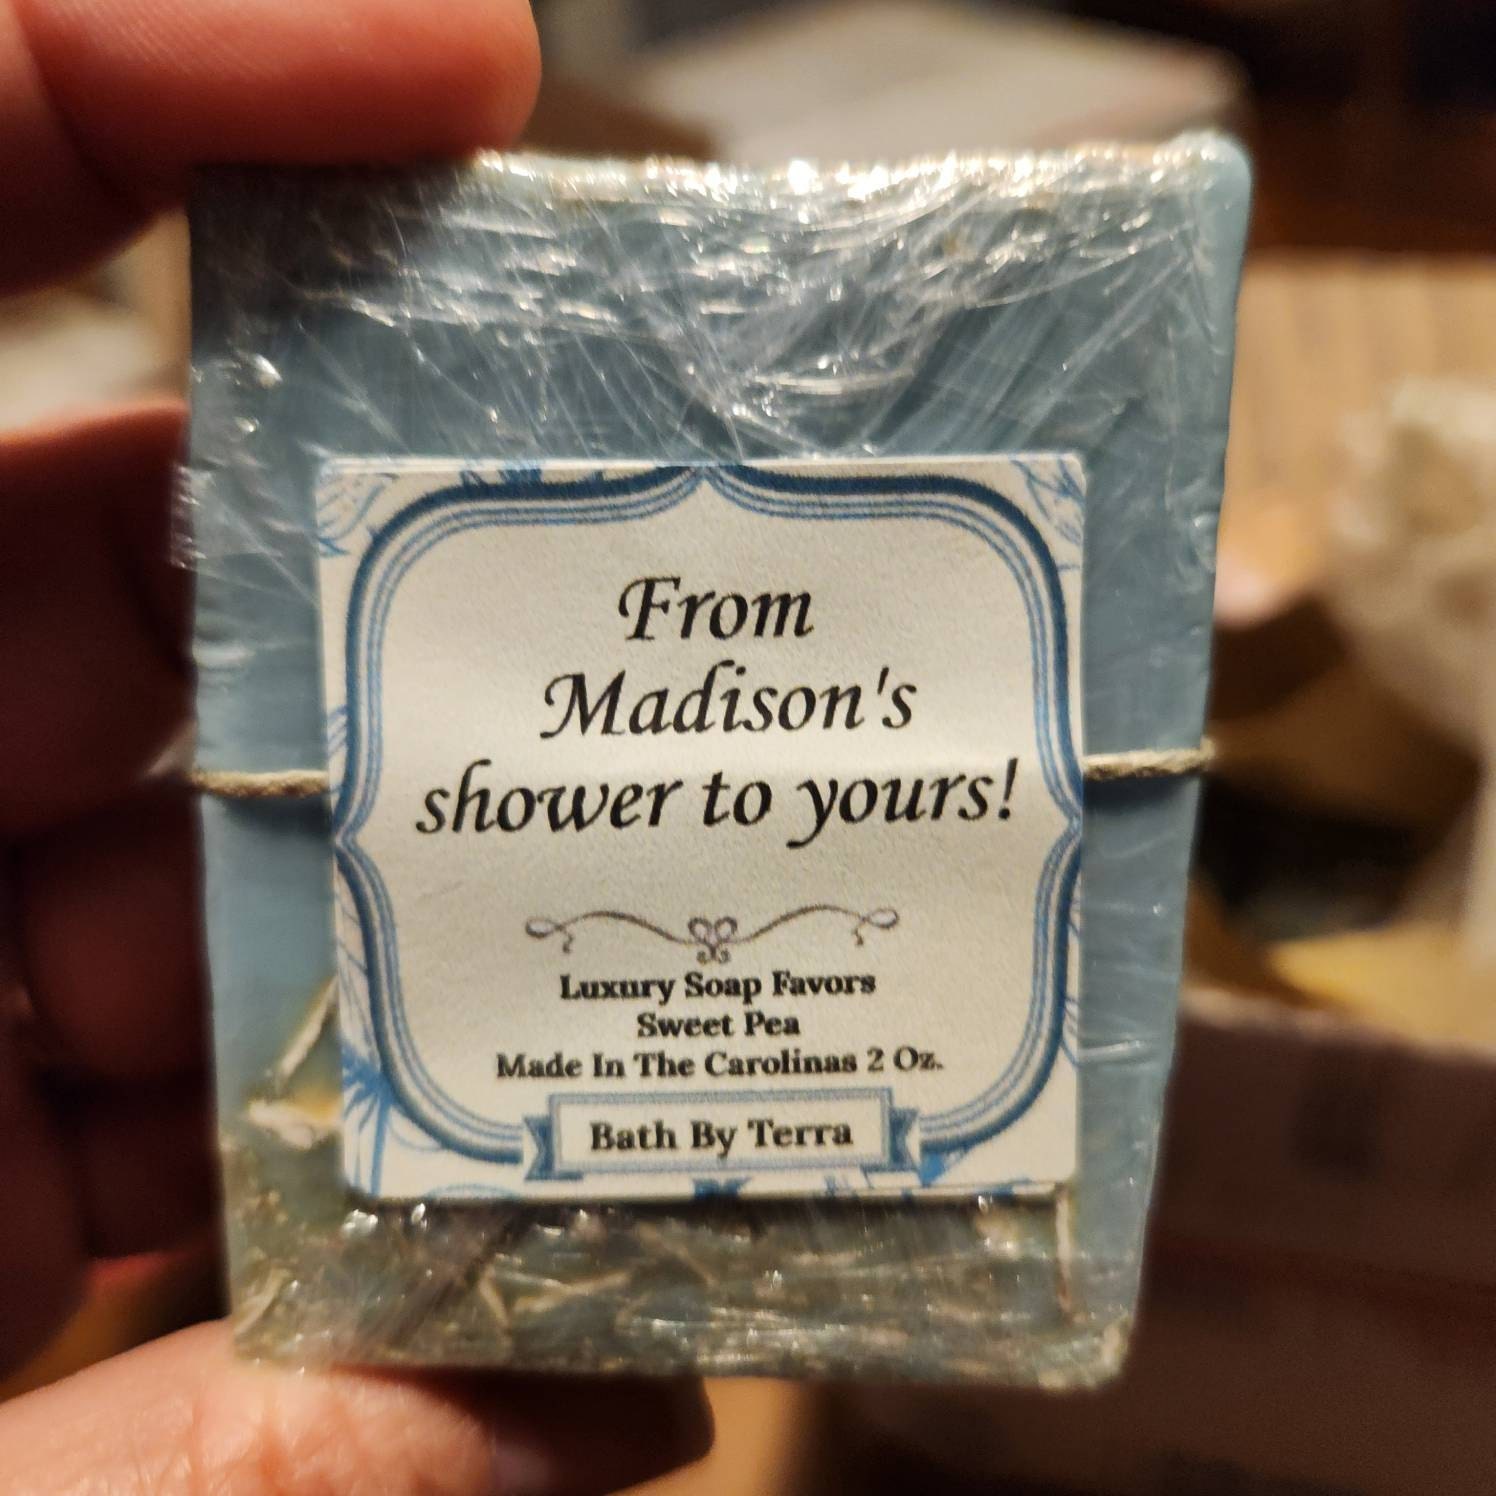 From
Madison's
shower to yours!
Luxury Soap Favors
Sweet Pea
Made In The Carolinas 2 Oz.
Bath By Terra